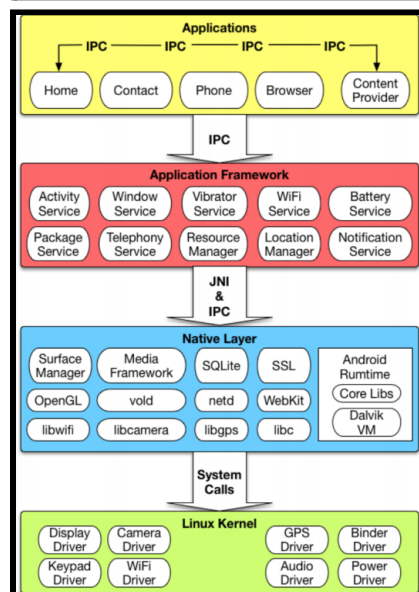 Applications
IPC IPC IPC IPC
Home Contact Phone Browser Content Provider
IPC
Application Framework
Activity Service Window Service Vibrator Service WiFi Service Battery Service
Package Service Telephony Service Resource Manager Location Manager Notification Service
JNI
&
IPC
Native Layer
Surface Manager Media Framework SQLite SSL Android Runtime
OpenGL vold netd WebKit Core Libs
libwifi libcamera libgps libc Dalvik VM
System
Calls
Linux Kernel
Display Driver Camera Driver GPS Driver Binder Driver
Keypad Driver WiFi Driver Audio Driver Power Driver